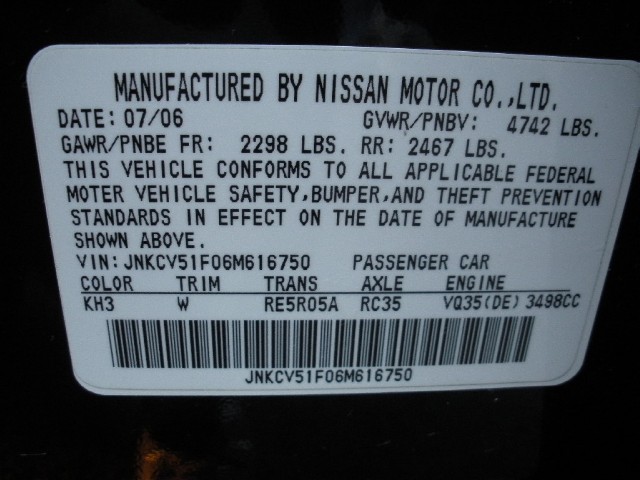 MANUFACTURED BY NISSAN MOTOR CO.,LTD.
DATE: 07/06 GVWR/PNBV: 4742 LBS.
GAWR/PNBE FR: 2298 LBS. RR: 2467 LBS.
THIS VEHICLE CONFORMS TO ALL APPLICABLE FEDERAL
MOTER VEHICLE SAFETY,BUMPER,AND THEFT PREVENTION
STANDARDS IN EFFECT ON THE DATE OF MANUFACTURE
SHOWN ABOVE.
VIN: JNKCV51F06M616750 PASSENGER CAR
COLOR TRIM TRANS AXLE ENGINE
KH3 W RE5R05A RC35 VQ35(DE) 3498CC
JNKCV51F06M616750